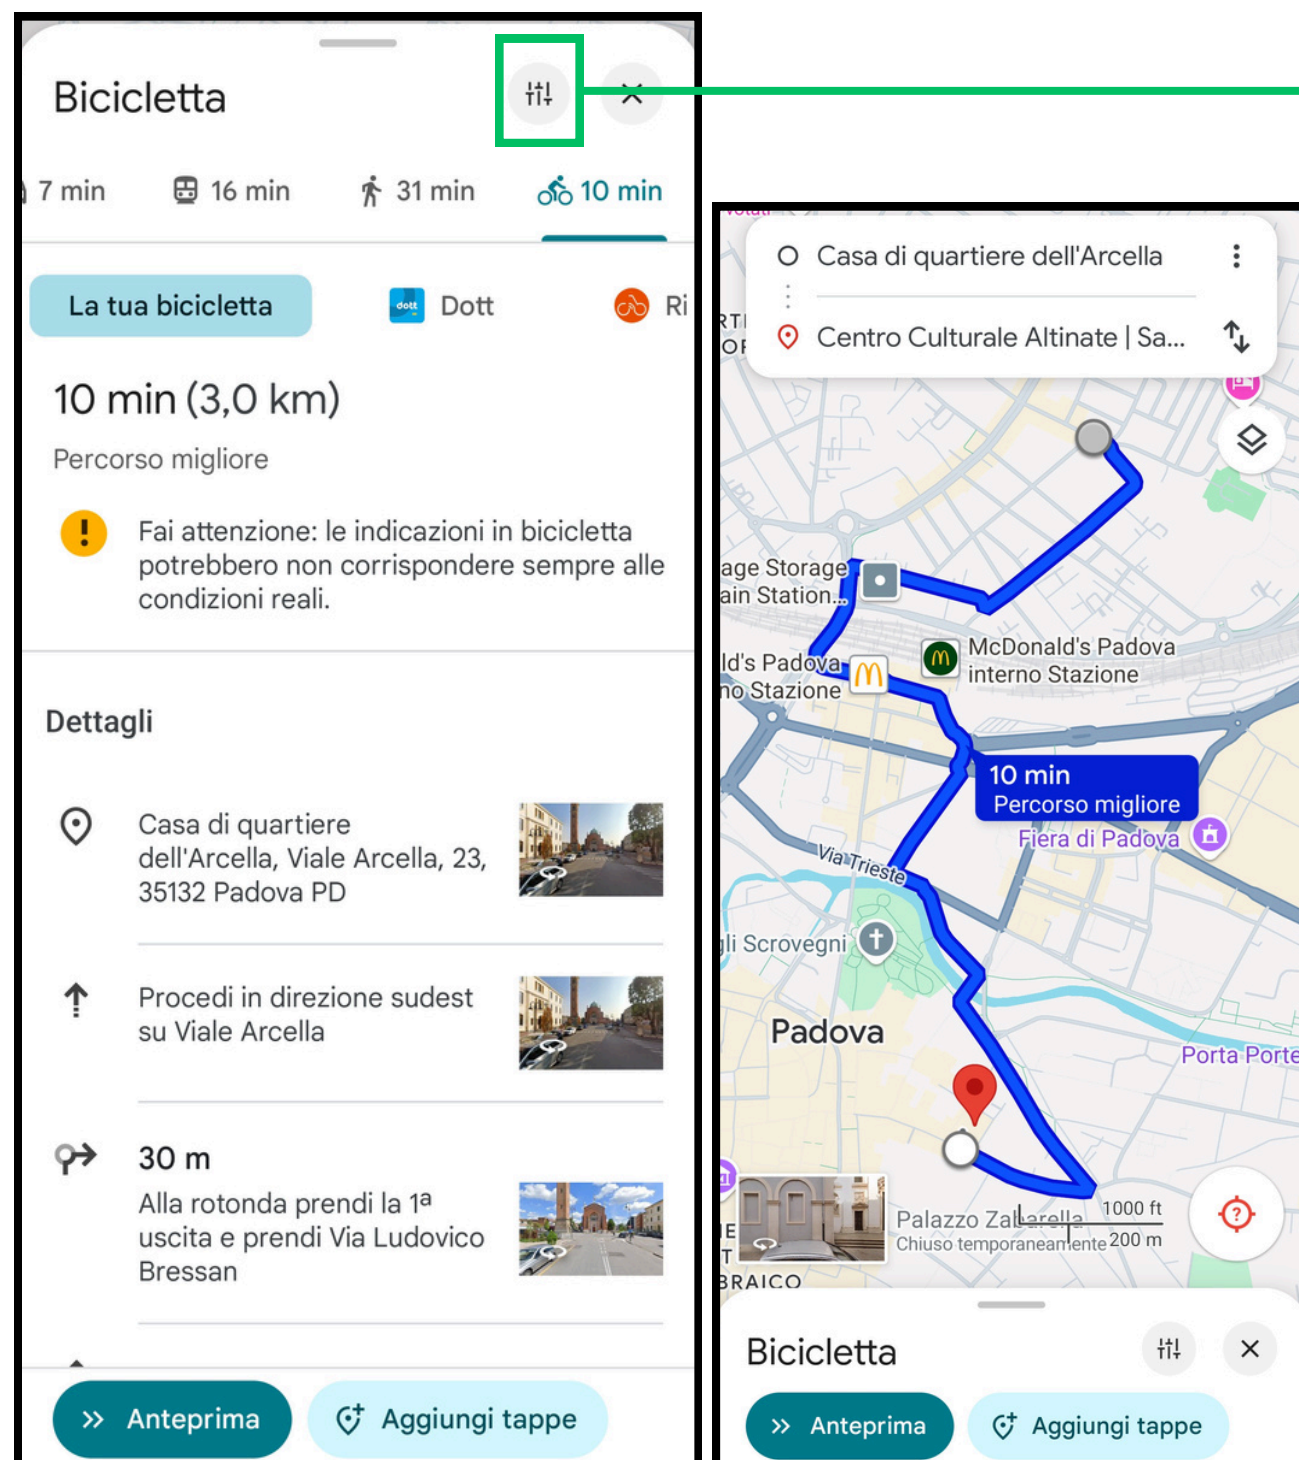 Bicicletta
7 min
16 min
31 min
10 min
La tua bicicletta
dott
Dott
Ri
10 min (3,0 km)
Percorso migliore
Fai attenzione: le indicazioni in bicicletta
potrebbero non corrispondere sempre alle
condizioni reali.
Dettagli
Casa di quartiere
dell'Arcella, Viale Arcella, 23,
35132 Padova PD
Procedi in direzione sudest
su Viale Arcella
30 m
Alla rotonda prendi la 1ª
uscita e prendi Via Ludovico
Bressan
Anteprima
Aggiungi tappe
votati
Casa di quartiere dell'Arcella
Centro Culturale Altinate | Sa...
age Storage
ain Station...
McDonald's Padova
interno Stazione
ld's Padova
no Stazione
10 min
Percorso migliore
Fiera di Padova
Via Trieste
gli Scrovegni
Padova
Porta Porte
Palazzo Zabarella
Chiuso temporaneamente
1000 ft
200 m
BRAICO
Bicicletta
Anteprima
Aggiungi tappe